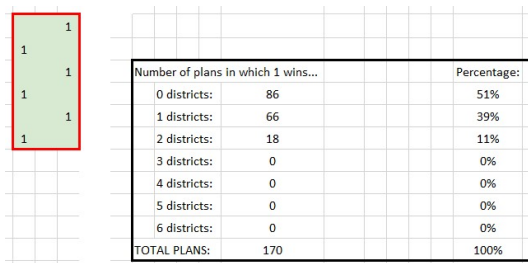 1
1
1
1
1
1
Number of plans in which 1 wins... Percentage:
0 districts: 86 51%
1 districts: 66 39%
2 districts: 18 11%
3 districts: 0 0%
4 districts: 0 0%
5 districts: 0 0%
6 districts: 0 0%
TOTAL PLANS: 170 100%